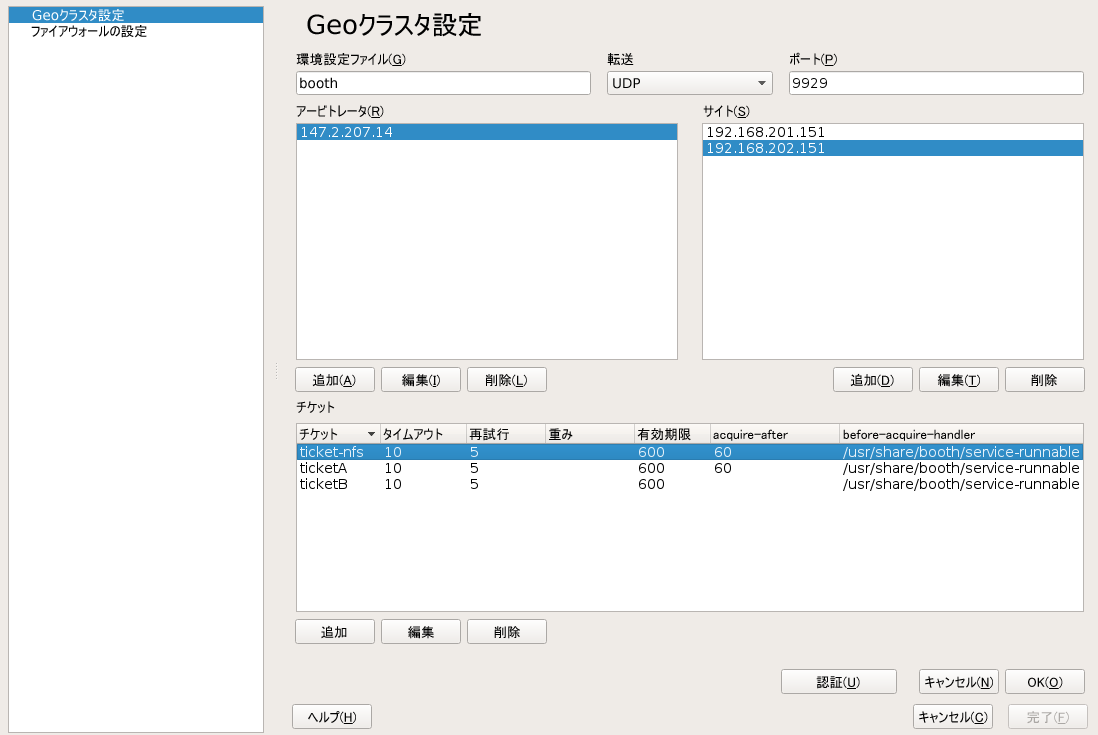 Geoクラスタ設定
ファイアウォールの設定
Geoクラスタ設定
環境設定ファイル(G) 転送 ポート(P)
booth UDP 9929
アービトレータ(R) サイト(S)
147.2.207.14 192.168.201.151
192.168.202.151
追加(A) 編集(I) 削除(L) 追加(D) 編集(T) 削除
チケット
チケット タイムアウト 再試行 重み 有効期限 acquire-after before-acquire-handler
ticket-nfs 10 5 600 60 /usr/share/booth/service-runnable
ticketA 10 5 600 60 /usr/share/booth/service-runnable
ticketB 10 5 600 /usr/share/booth/service-runnable
追加 編集 削除
認証(U) キャンセル(N) OK(O)
ヘルプ(H) キャンセル(C) 完了(F)